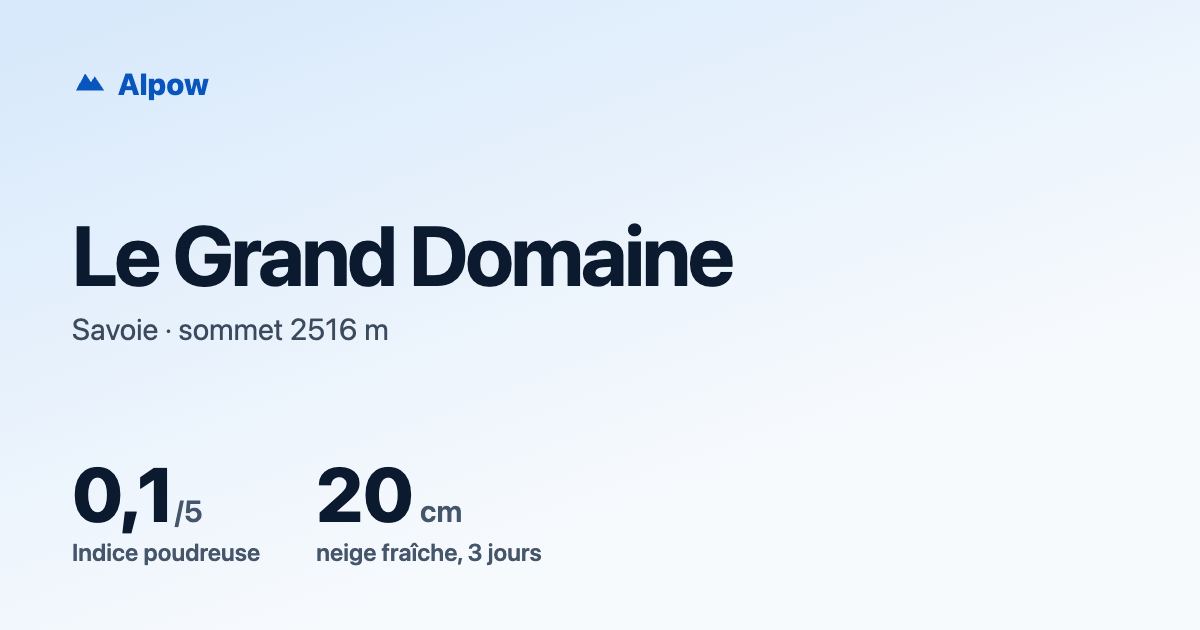 Alpow
Le Grand Domaine
Savoie · sommet 2516 m
0,1/5
Indice poudreuse
20 cm
neige fraîche, 3 jours